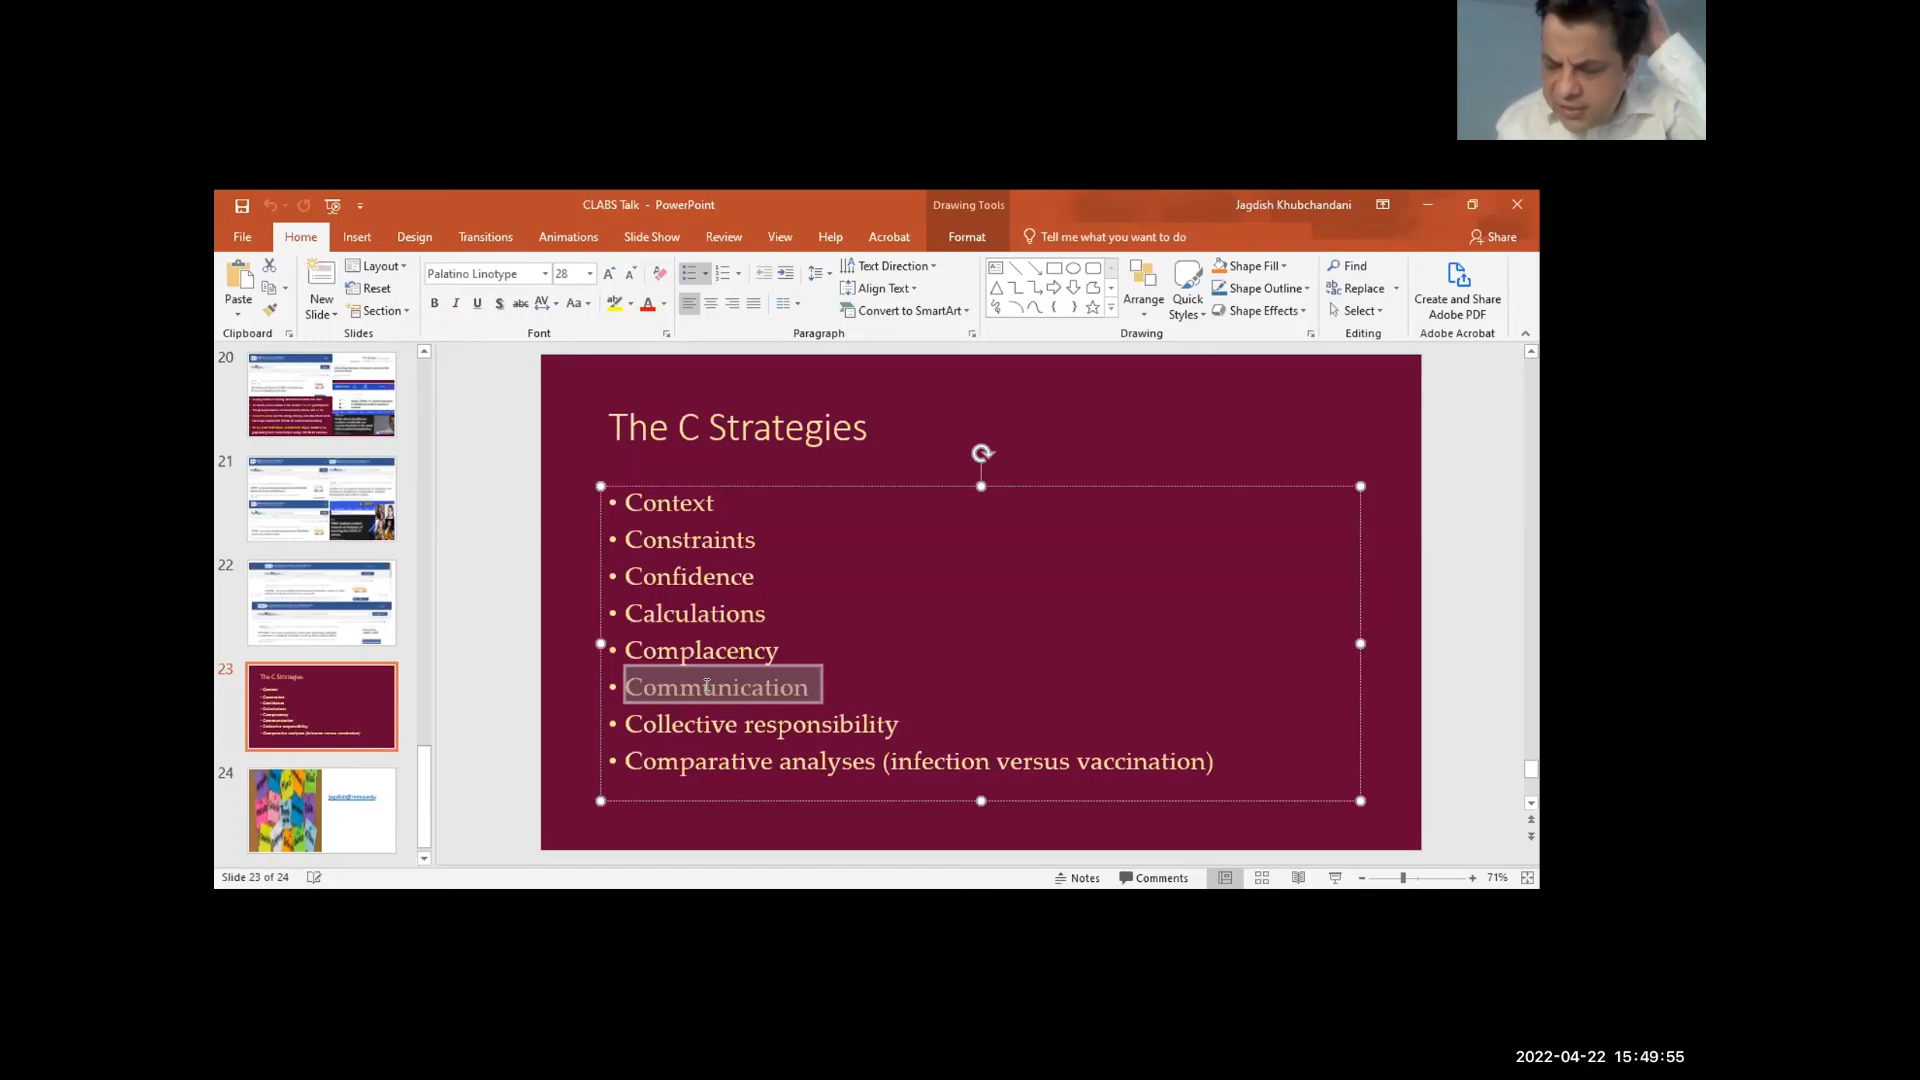 CLABS Talk - PowerPoint
Drawing Tools
Jagdish Khubchandani
File
Home
Insert
Design
Transitions
Animations
Slide Show
Review
View
Help
Acrobat
Format
Tell me what you want to do
Share
Paste
New Slide
Layout
Reset
Section
Palatino Linotype
28
Text Direction
Align Text
Convert to SmartArt
Arrange
Quick Styles
Shape Fill
Shape Outline
Shape Effects
Find
Replace
Select
Create and Share Adobe PDF
Clipboard
Slides
Font
Paragraph
Drawing
Editing
Adobe Acrobat
20
21
22
23
24
The C Strategies
• Context
• Constraints
• Confidence
• Calculations
• Complacency
• Communication
• Collective responsibility
• Comparative analyses (infection versus vaccination)
Slide 23 of 24
Notes
Comments
71%
2022-04-22 15:49:55